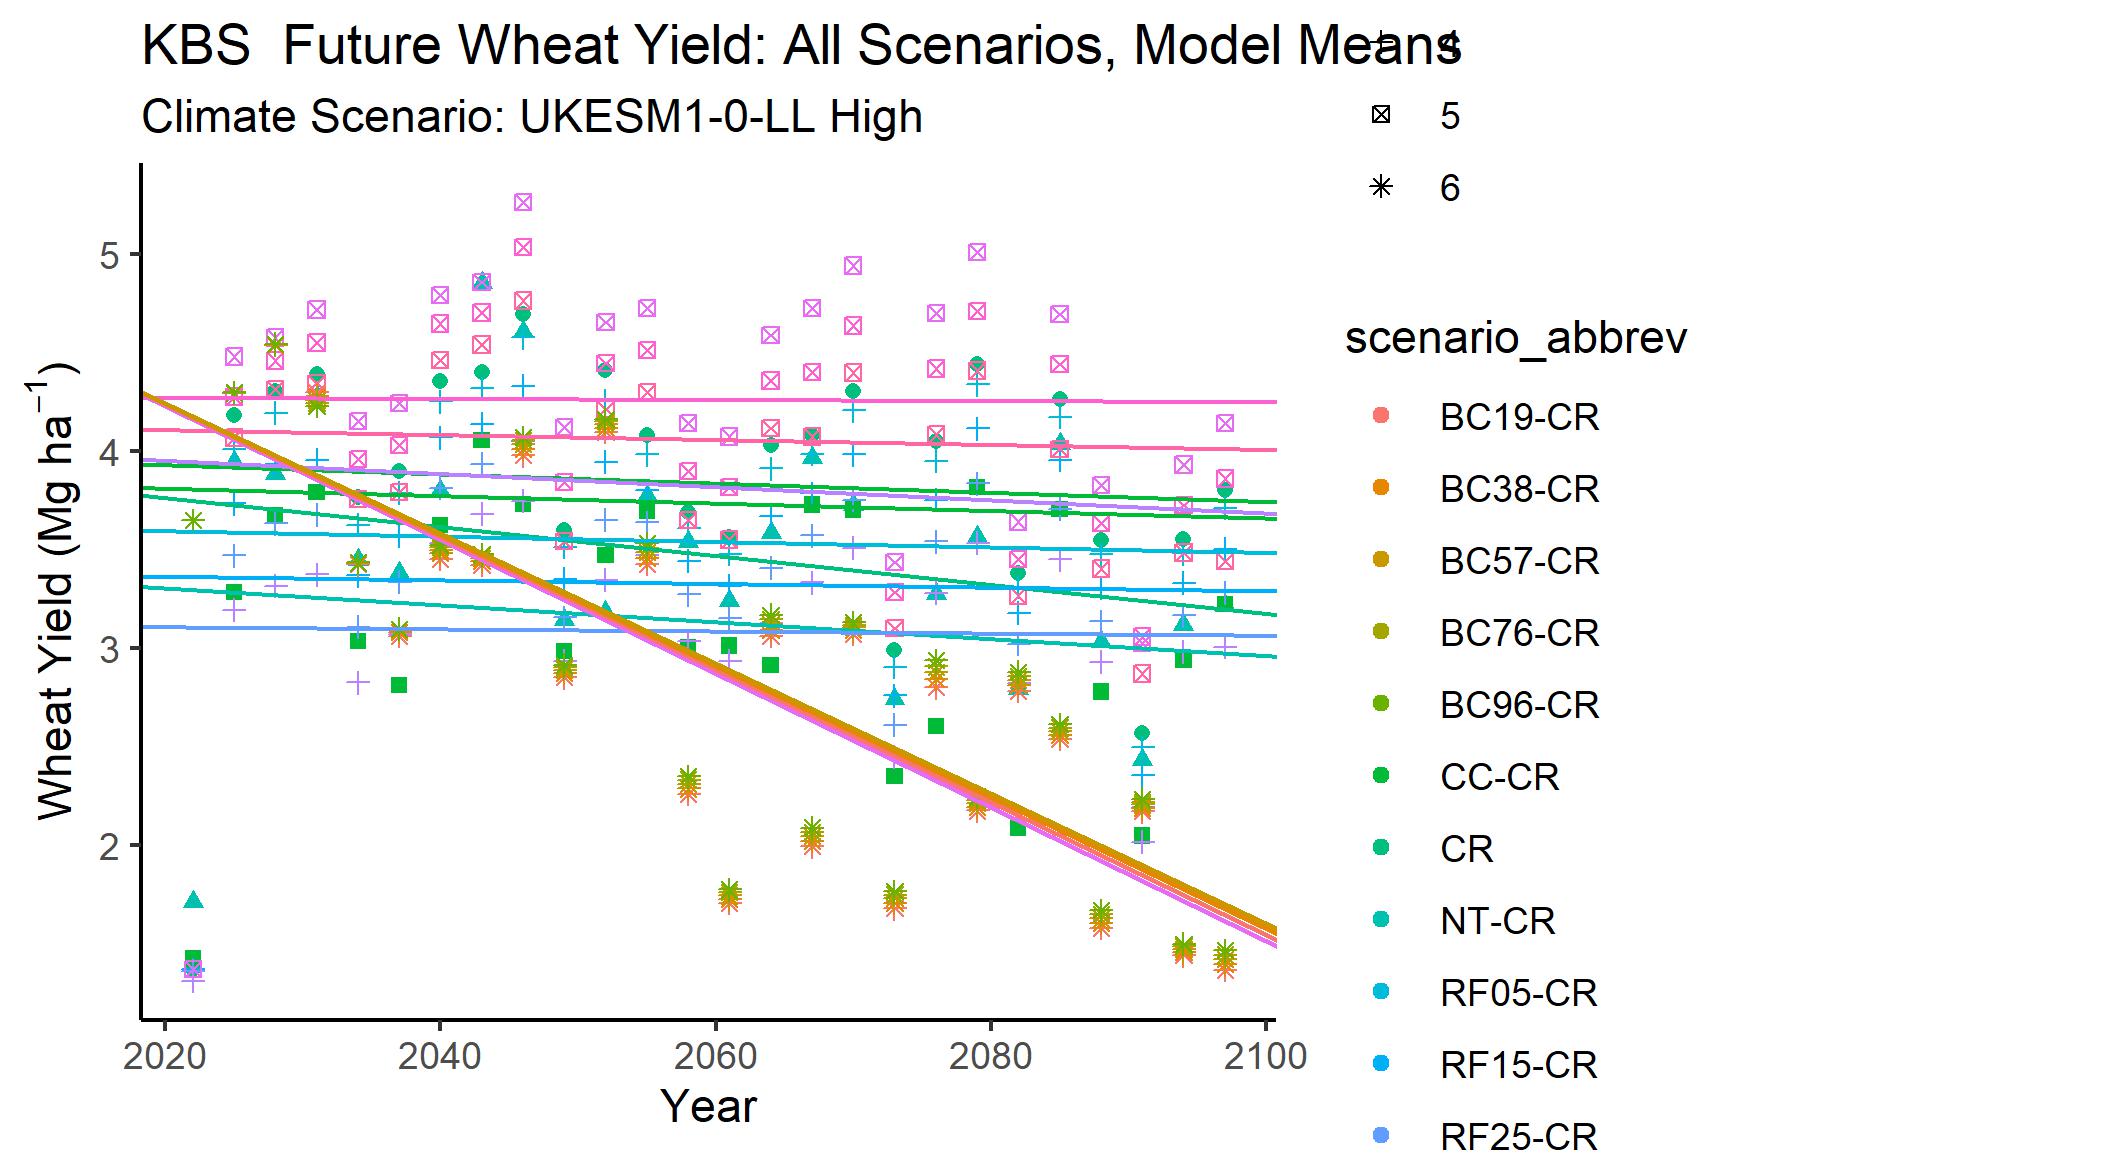 KBS  Future Wheat Yield: All Scenarios, Model Means
Climate Scenario: UKESM1-0-LL High
4
5
6
Wheat Yield (Mg ha⁻¹)
5
4
3
2
2020
2040
2060
2080
2100
Year
scenario_abbrev
BC19-CR
BC38-CR
BC57-CR
BC76-CR
BC96-CR
CC-CR
CR
NT-CR
RF05-CR
RF15-CR
RF25-CR